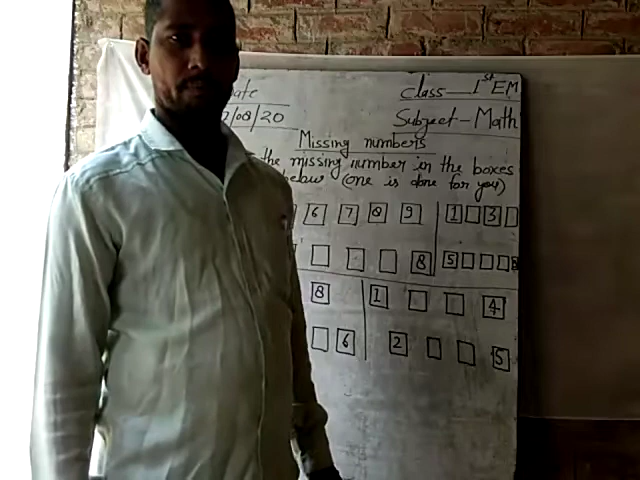 ate Class—1st EM
/08/20 Subject-Math
Missing numbers
the missing number in the boxes
below (one is done for you)
6 7 8 9 1 3
8 5
8 1 4
6 2 5